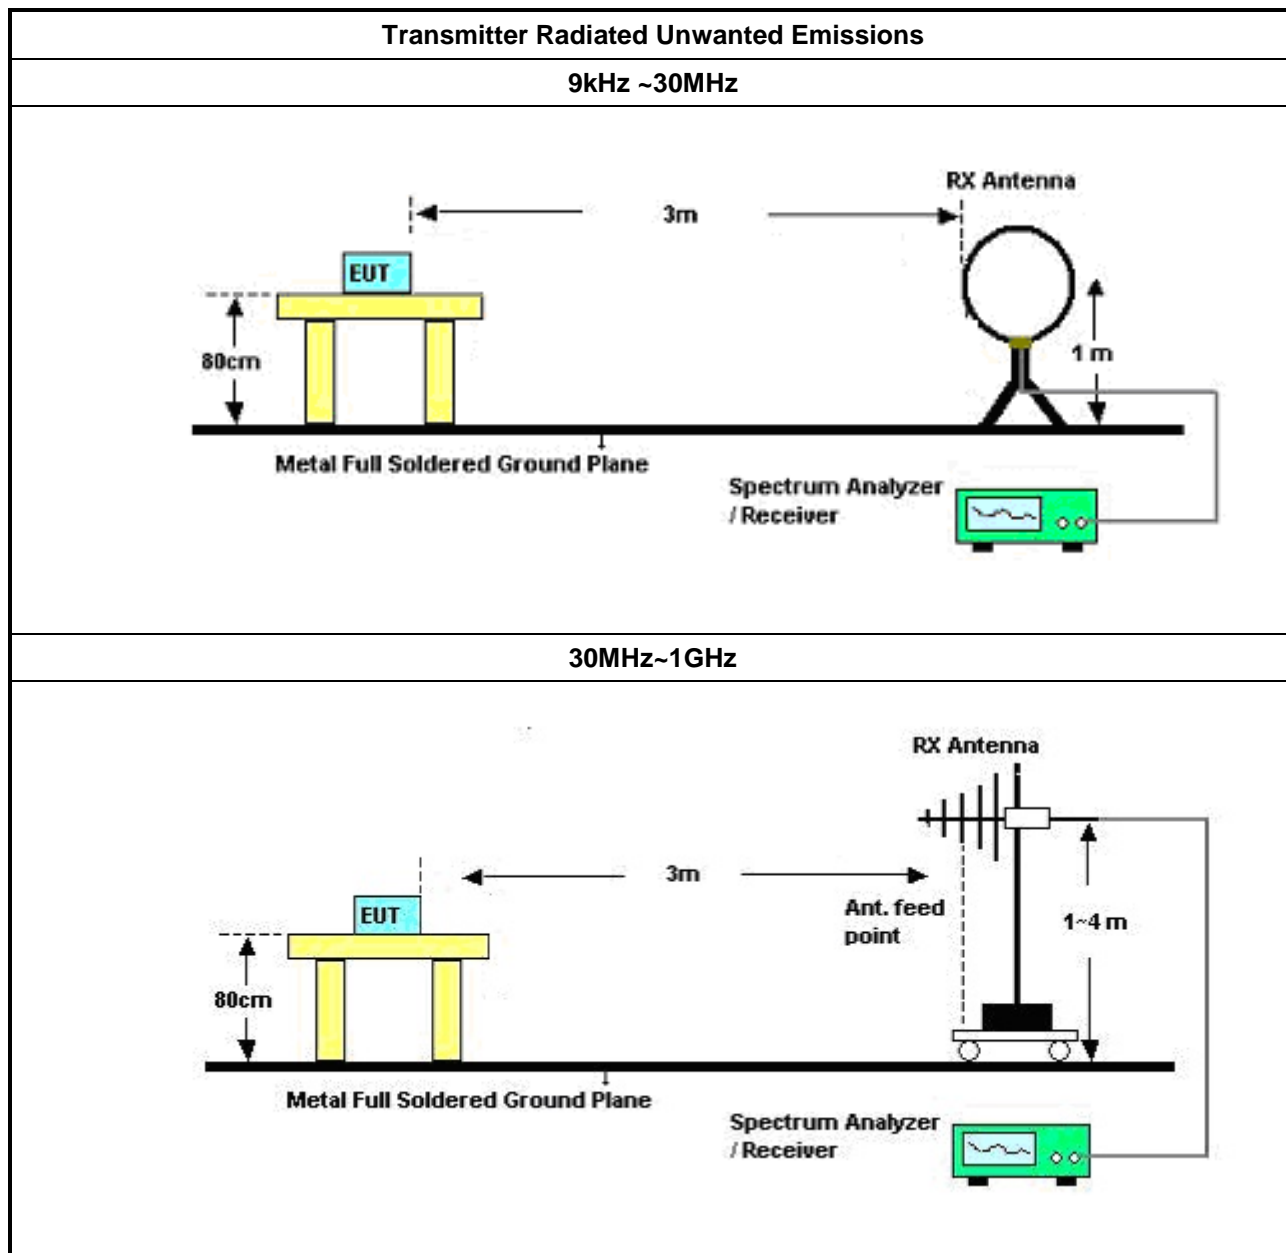 Transmitter Radiated Unwanted Emissions
9kHz ~30MHz
RX Antenna
3m
EUT
80cm
1 m
Metal Full Soldered Ground Plane
Spectrum Analyzer
/ Receiver
30MHz~1GHz
RX Antenna
3m
EUT
Ant. feed
point
1~4 m
80cm
Metal Full Soldered Ground Plane
Spectrum Analyzer
/ Receiver